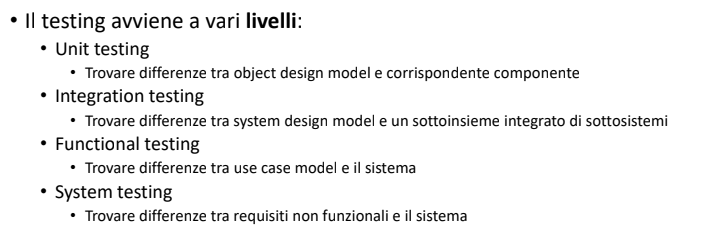 • Il testing avviene a vari livelli:
• Unit testing
• Trovare differenze tra object design model e corrispondente componente
• Integration testing
• Trovare differenze tra system design model e un sottoinsieme integrato di sottosistemi
• Functional testing
• Trovare differenze tra use case model e il sistema
• System testing
• Trovare differenze tra requisiti non funzionali e il sistema